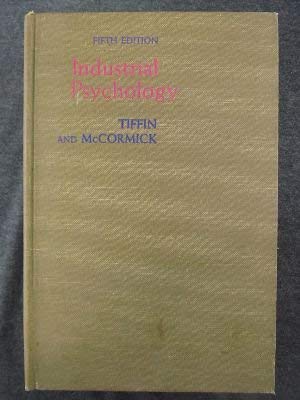 FIFTH EDITION
Industrial
Psychology
TIFFIN
AND McCORMICK